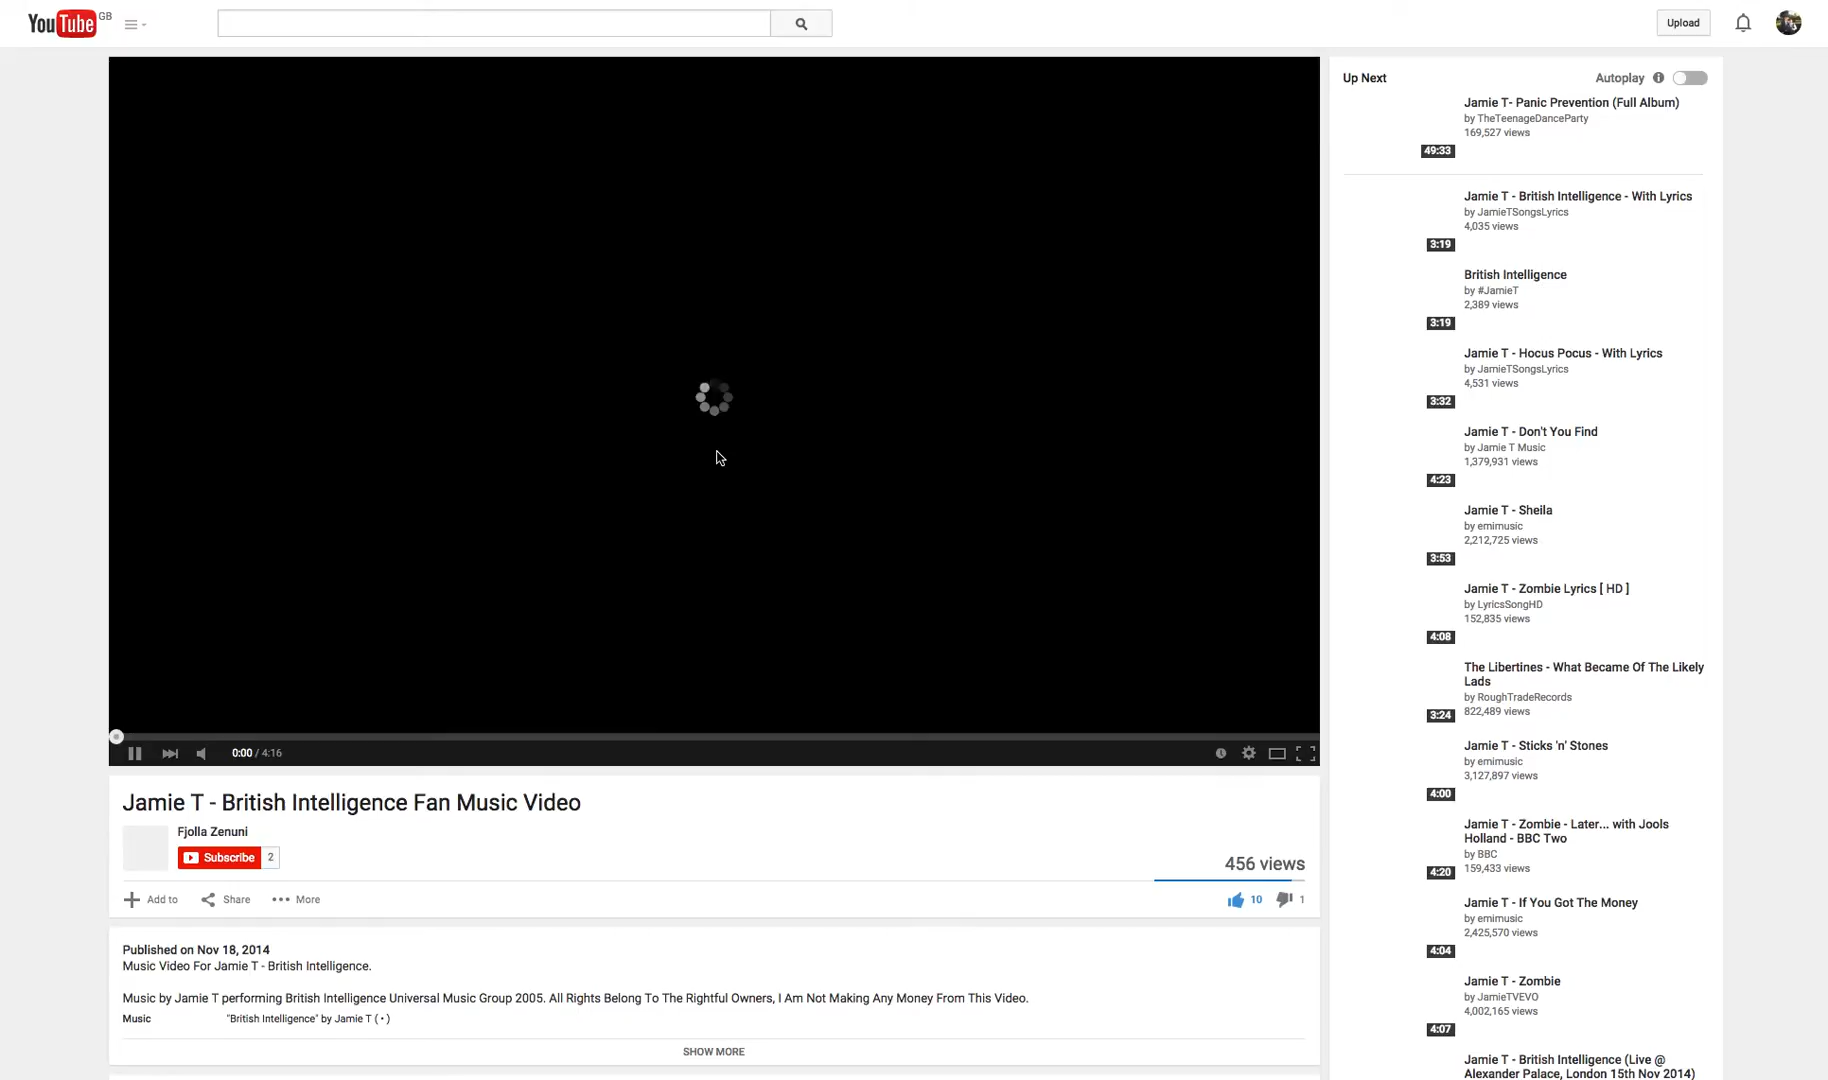 YouTube GB
Upload
Up Next
Autoplay
Jamie T- Panic Prevention (Full Album)
by TheTeenageDanceParty
169,527 views
49:33
Jamie T - British Intelligence - With Lyrics
by JamieTSongsLyrics
4,035 views
3:19
British Intelligence
by #JamieT
2,389 views
3:19
Jamie T - Hocus Pocus - With Lyrics
by JamieTSongsLyrics
4,531 views
3:32
Jamie T - Don't You Find
by Jamie T Music
1,379,931 views
4:23
Jamie T - Sheila
by emimusic
2,212,725 views
3:53
Jamie T - Zombie Lyrics [ HD ]
by LyricsSongHD
152,835 views
4:08
The Libertines - What Became Of The Likely
Lads
by RoughTradeRecords
822,489 views
3:24
Jamie T - Sticks 'n' Stones
by emimusic
3,127,897 views
4:00
Jamie T - Zombie - Later... with Jools
Holland - BBC Two
by BBC
159,433 views
4:20
Jamie T - If You Got The Money
by emimusic
2,425,570 views
4:04
Jamie T - Zombie
by JamieTVEVO
4,002,165 views
4:07
Jamie T - British Intelligence (Live @
Alexander Palace, London 15th Nov 2014)
0:00 / 4:16
Jamie T - British Intelligence Fan Music Video
Fjolla Zenuni
Subscribe 2
456 views
Add to Share More
10 1
Published on Nov 18, 2014
Music Video For Jamie T - British Intelligence.
Music by Jamie T performing British Intelligence Universal Music Group 2005. All Rights Belong To The Rightful Owners, I Am Not Making Any Money From This Video.
Music "British Intelligence" by Jamie T ( • )
SHOW MORE